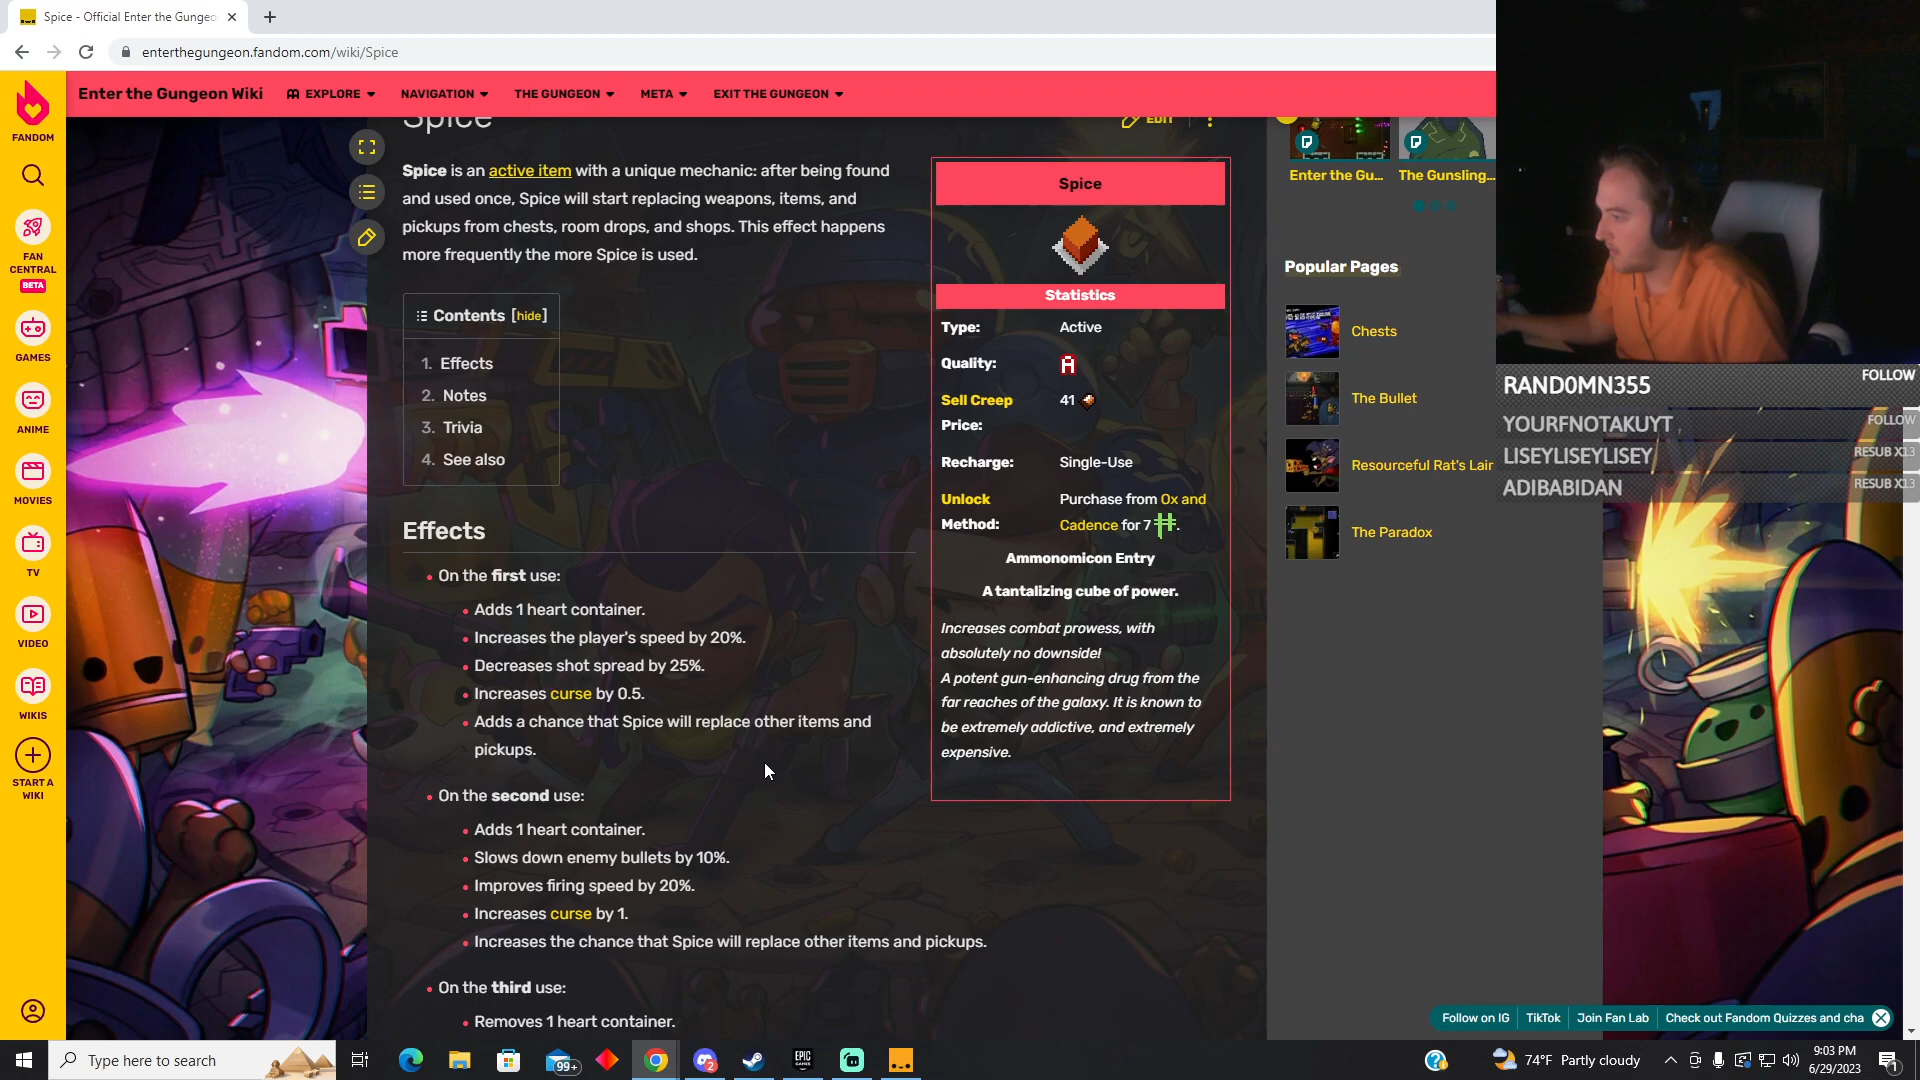 Spice - Official Enter the Gungeo
enterthegungeon.fandom.com/wiki/Spice
FANDOM
FAN CENTRAL
BETA
GAMES
ANIME
MOVIES
TV
VIDEO
WIKIS
START A WIKI
Enter the Gungeon Wiki
EXPLORE
NAVIGATION
THE GUNGEON
META
EXIT THE GUNGEON
Spice
EDIT
Spice is an active item with a unique mechanic: after being found
and used once, Spice will start replacing weapons, items, and
pickups from chests, room drops, and shops. This effect happens
more frequently the more Spice is used.
Contents [hide]
1. Effects
2. Notes
3. Trivia
4. See also
Effects
On the first use:
Adds 1 heart container.
Increases the player's speed by 20%.
Decreases shot spread by 25%.
Increases curse by 0.5.
Adds a chance that Spice will replace other items and
pickups.
On the second use:
Adds 1 heart container.
Slows down enemy bullets by 10%.
Improves firing speed by 20%.
Increases curse by 1.
Increases the chance that Spice will replace other items and pickups.
On the third use:
Removes 1 heart container.
Spice
Statistics
Type: Active
Quality: A
Sell Creep Price: 41
Recharge: Single-Use
Unlock Method: Purchase from Ox and
Cadence for 7 .
Ammonomicon Entry
A tantalizing cube of power.
Increases combat prowess, with
absolutely no downside!
A potent gun-enhancing drug from the
far reaches of the galaxy. It is known to
be extremely addictive, and extremely
expensive.
Enter the Gu...
The Gunsling...
Popular Pages
Chests
The Bullet
Resourceful Rat's Lair
The Paradox
RAND0MN355 FOLLOW
YOURFNOTAKUYT FOLLOW
LISEYLISEYLISEY RESUB X13
ADIBABIDAN RESUB X13
Follow on IG
TikTok
Join Fan Lab
Check out Fandom Quizzes and cha
Type here to search
99+
2
EPIC GAMES
74°F Partly cloudy
9:03 PM
6/29/2023
1